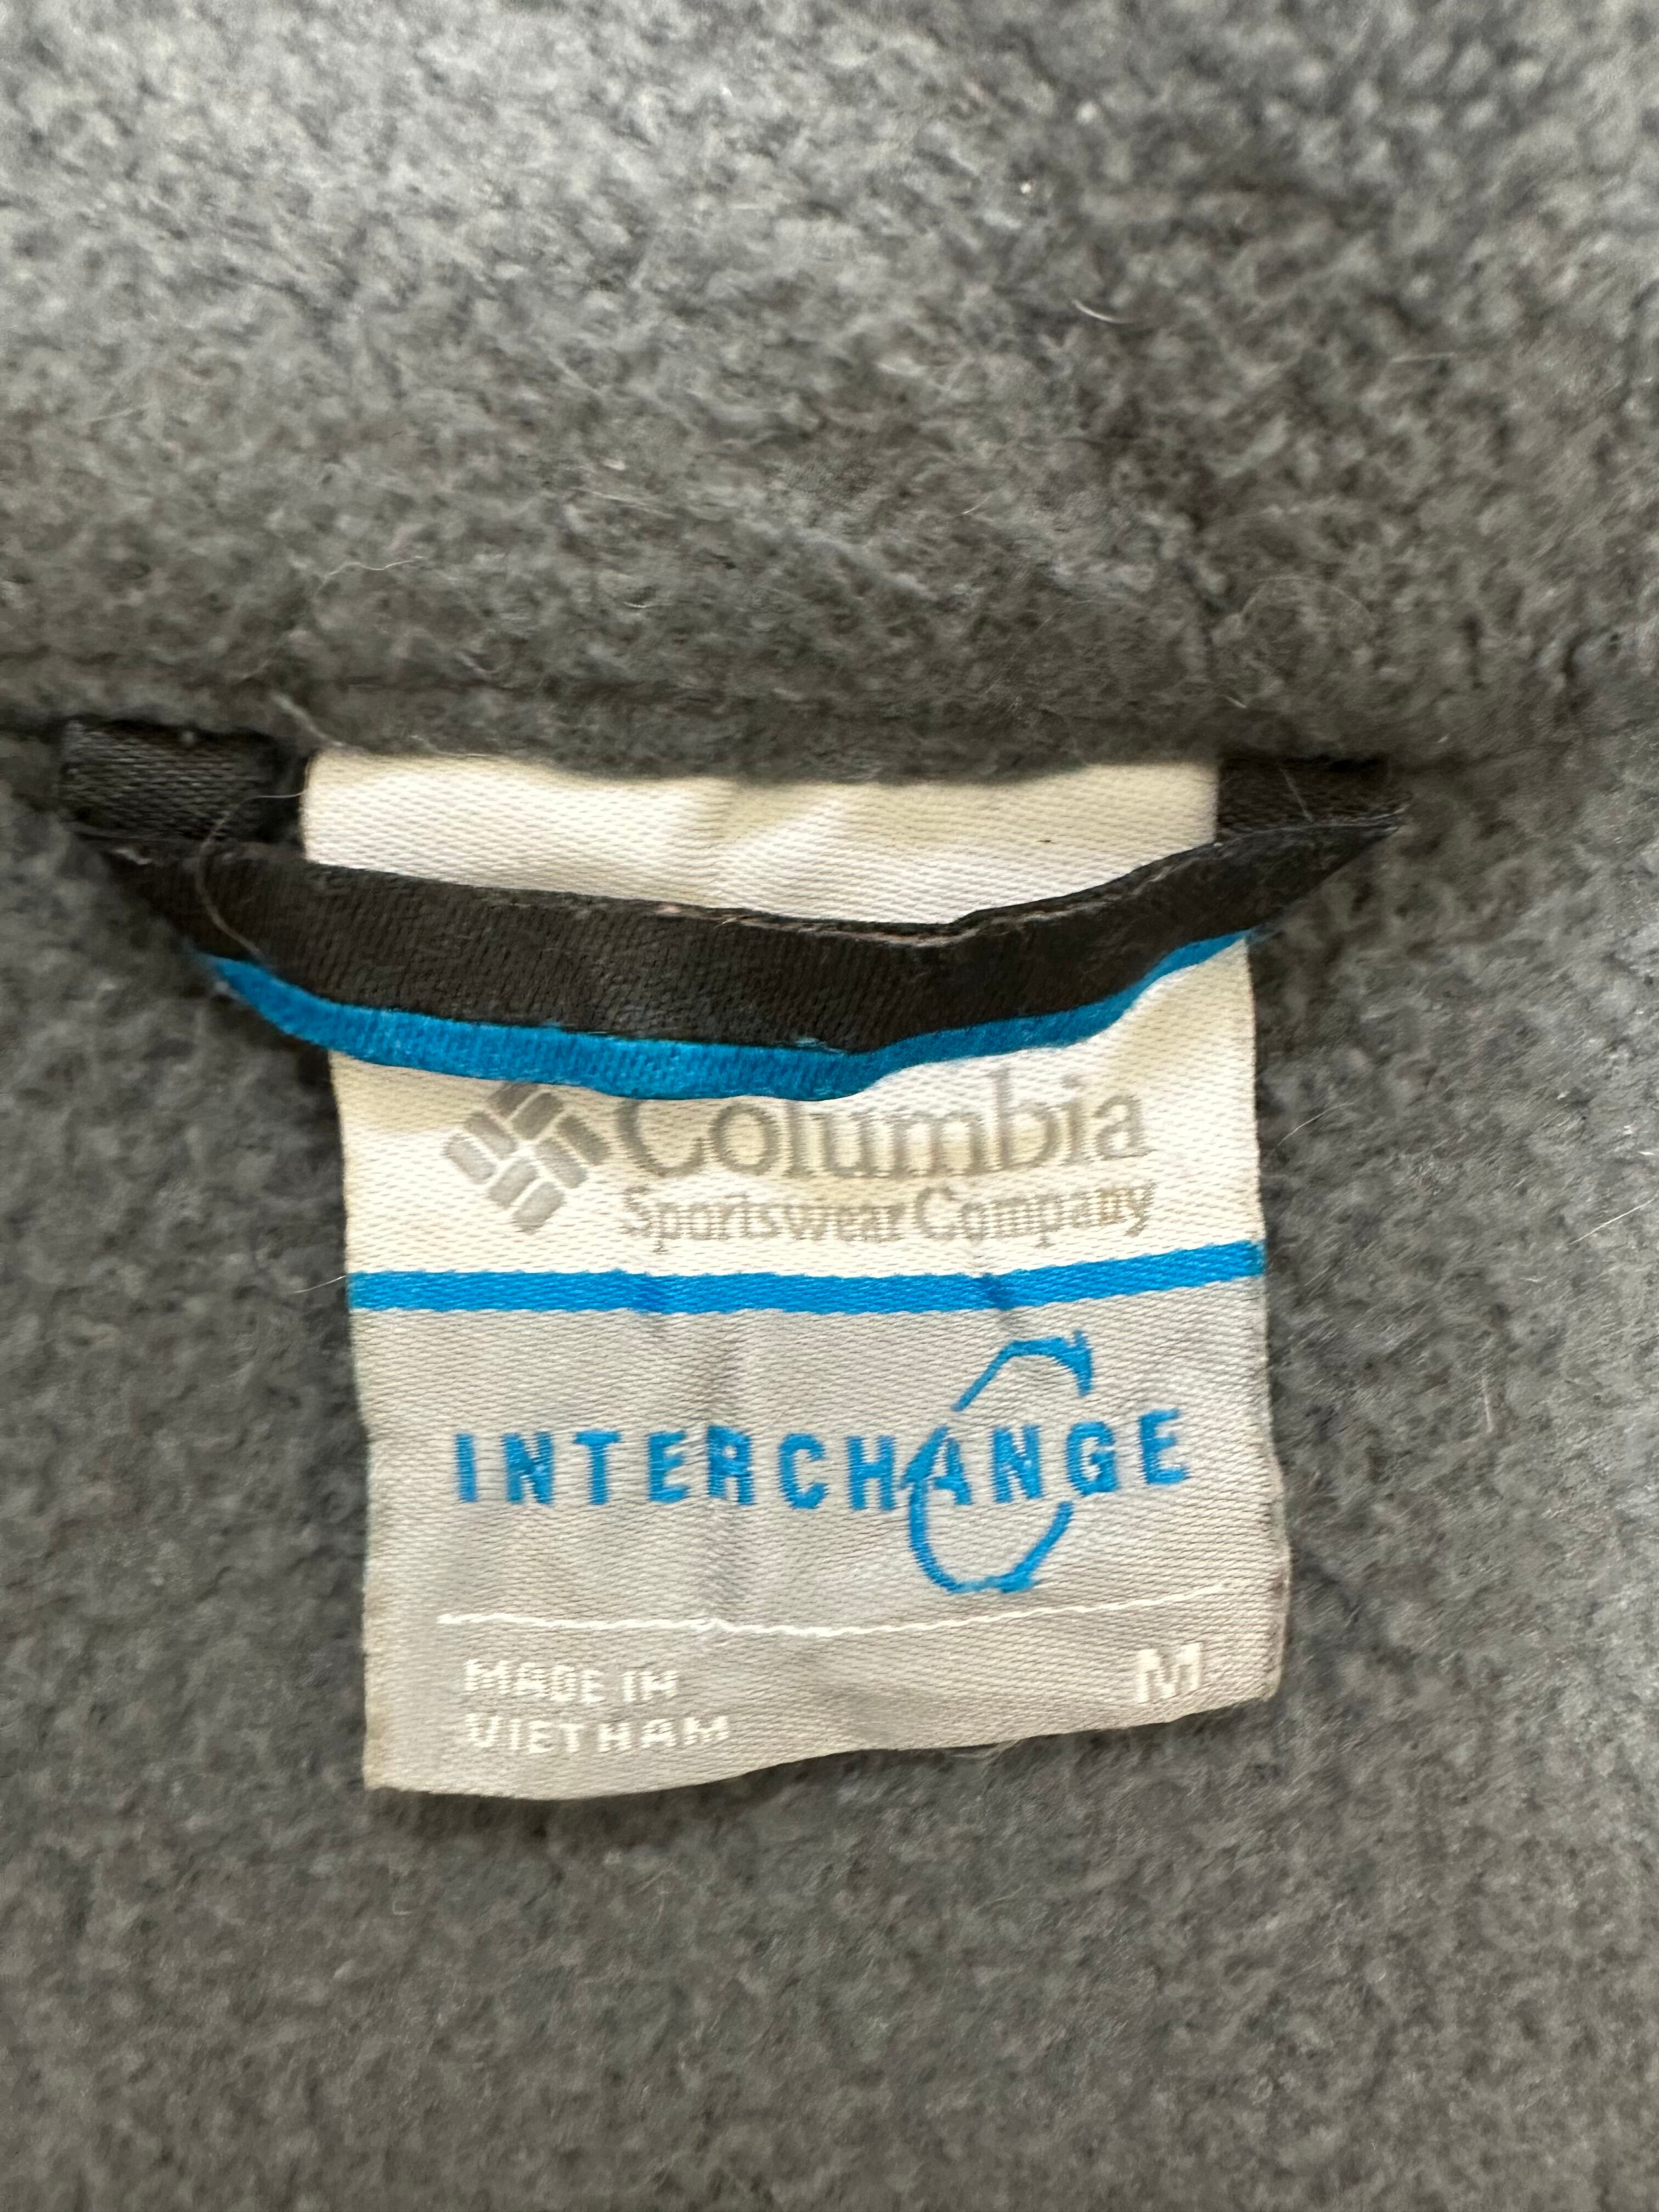 Columbia
Sportswear Company
INTERCHANGE
MADE IN
VIETNAM
M